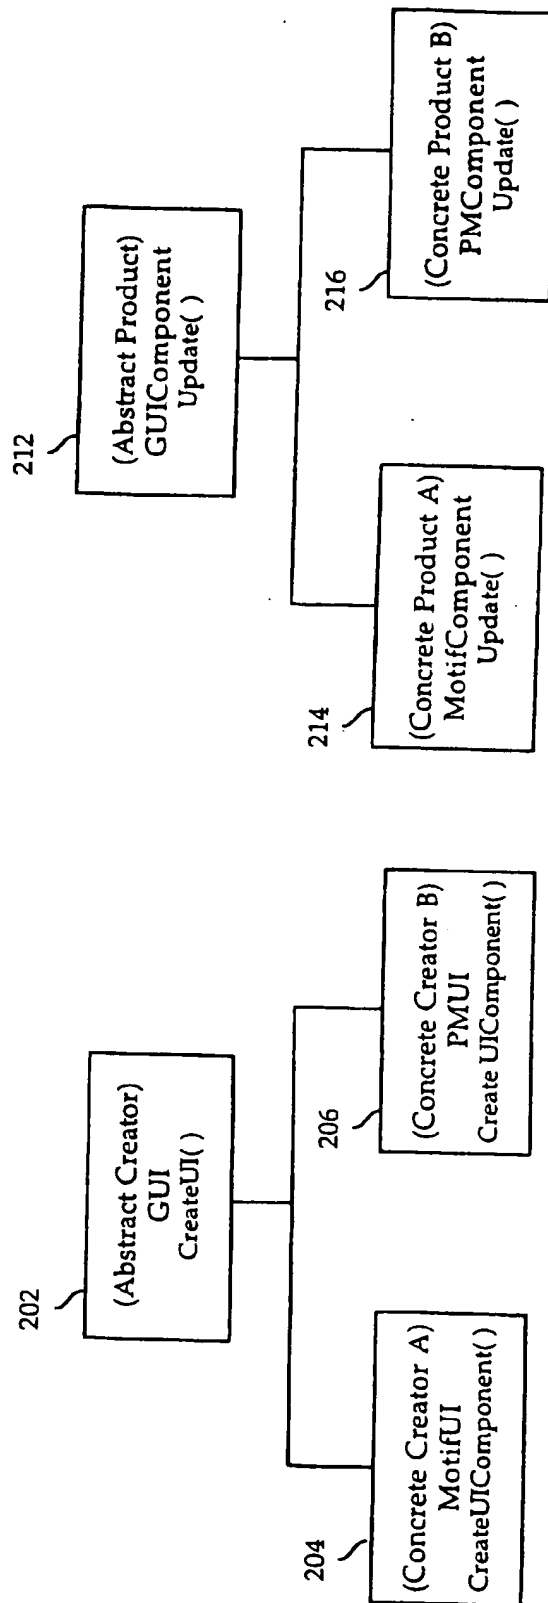 202
(Abstract Creator)
GUI
CreateUI( )
204
(Concrete Creator A)
MotifUI
CreateUIComponent( )
206
(Concrete Creator B)
PMUI
Create UIComponent( )
212
(Abstract Product)
GUIComponent
Update( )
214
(Concrete Product A)
MotifComponent
Update( )
216
(Concrete Product B)
PMComponent
Update( )